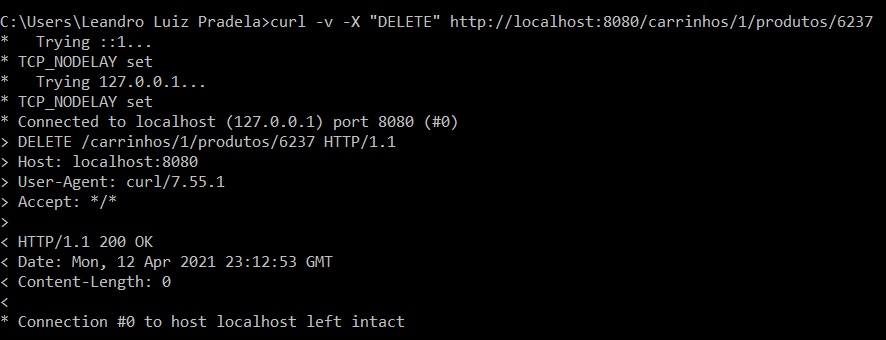 C:\Users\Leandro Luiz Pradela>curl -v -X "DELETE" http://localhost:8080/carrinhos/1/produtos/6237
*   Trying ::1...
* TCP_NODELAY set
*   Trying 127.0.0.1...
* TCP_NODELAY set
* Connected to localhost (127.0.0.1) port 8080 (#0)
> DELETE /carrinhos/1/produtos/6237 HTTP/1.1
> Host: localhost:8080
> User-Agent: curl/7.55.1
> Accept: */*
>
< HTTP/1.1 200 OK
< Date: Mon, 12 Apr 2021 23:12:53 GMT
< Content-Length: 0
<
* Connection #0 to host localhost left intact